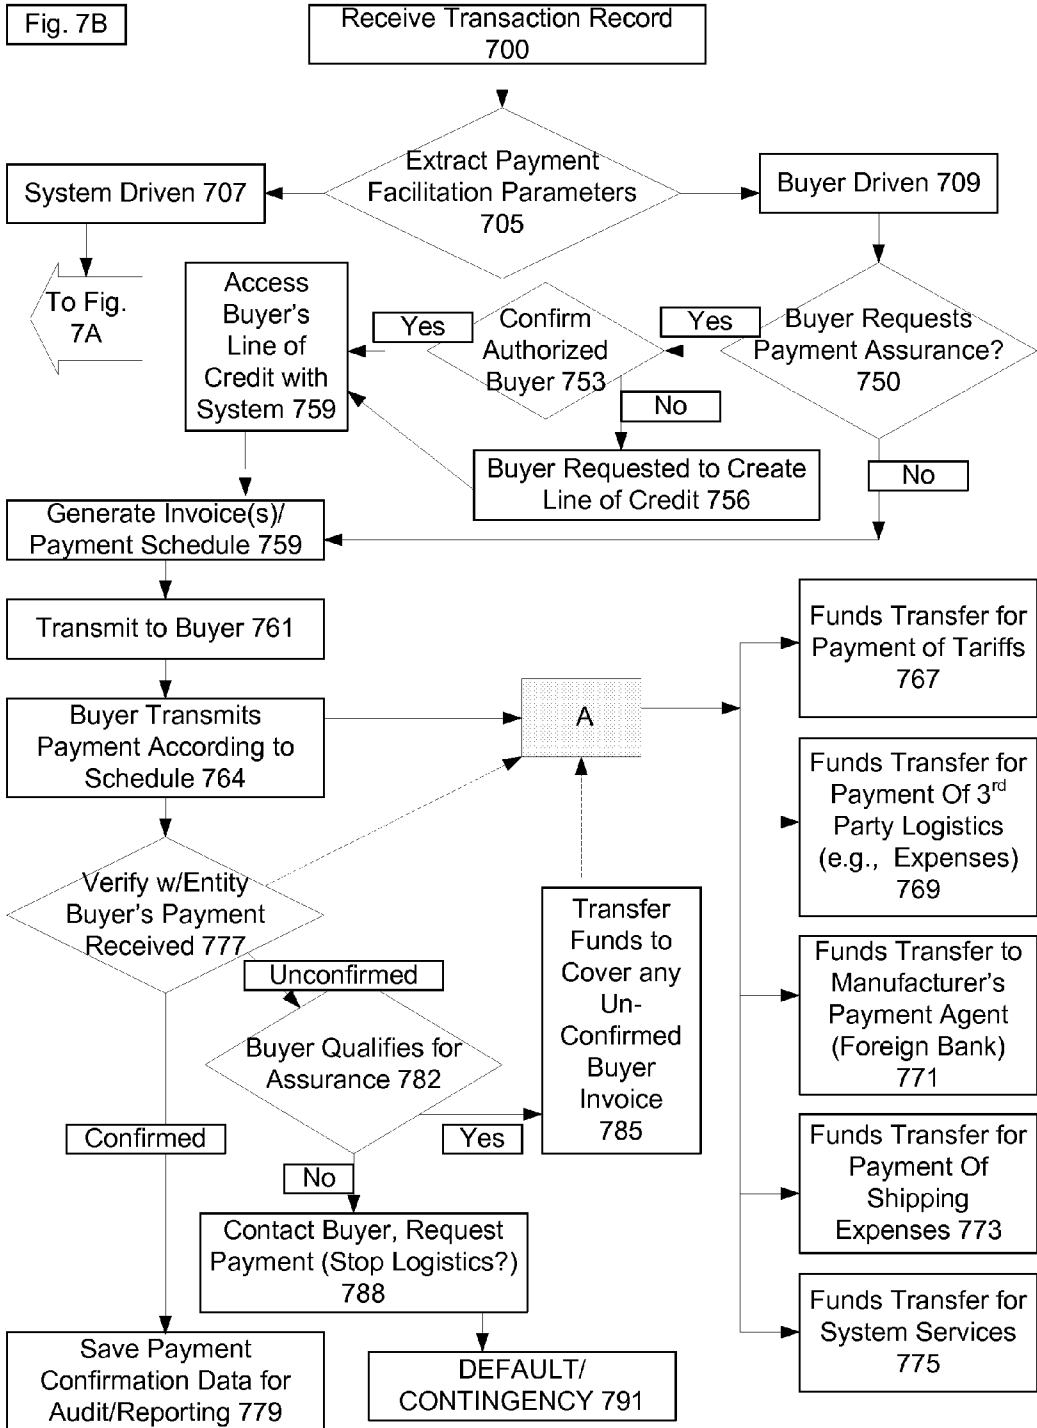 Fig. 7B
Receive Transaction Record
700
Extract Payment
Facilitation Parameters
705
System Driven 707
Buyer Driven 709
To Fig.
7A
Access
Buyer's
Line of
Credit with
System 759
Yes
Confirm
Authorized
Buyer 753
Yes
Buyer Requests
Payment Assurance?
750
No
Buyer Requested to Create
Line of Credit 756
No
Generate Invoice(s)/
Payment Schedule 759
Transmit to Buyer 761
Buyer Transmits
Payment According to
Schedule 764
A
Funds Transfer for
Payment of Tariffs
767
Funds Transfer for
Payment Of 3rd
Party Logistics
(e.g., Expenses)
769
Funds Transfer to
Manufacturer's
Payment Agent
(Foreign Bank)
771
Funds Transfer for
Payment Of
Shipping
Expenses 773
Funds Transfer for
System Services
775
Verify w/Entity
Buyer's Payment
Received 777
Unconfirmed
Buyer Qualifies for
Assurance 782
Yes
Transfer
Funds to
Cover any
Un-
Confirmed
Buyer
Invoice
785
Confirmed
No
Contact Buyer, Request
Payment (Stop Logistics?)
788
Save Payment
Confirmation Data for
Audit/Reporting 779
DEFAULT/
CONTINGENCY 791